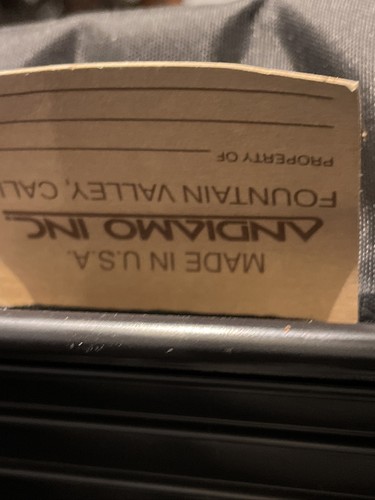 MADE IN U.S.A.
ANDIAMO INC
FOUNTAIN VALLEY, CALI
PROPERTY OF